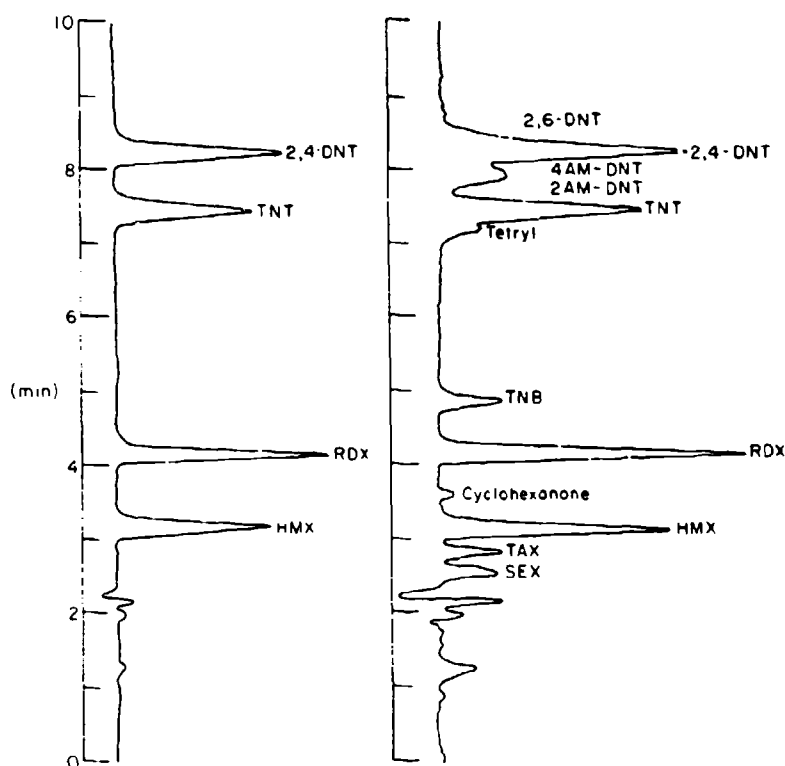 10
8
6
(min)
4
2
0
2,4-DNT
TNT
RDX
HMX
2,6-DNT
2,4-DNT
4AM-DNT
2AM-DNT
TNT
Tetryl
TNB
RDX
Cyclohexanone
HMX
TAX
SEX